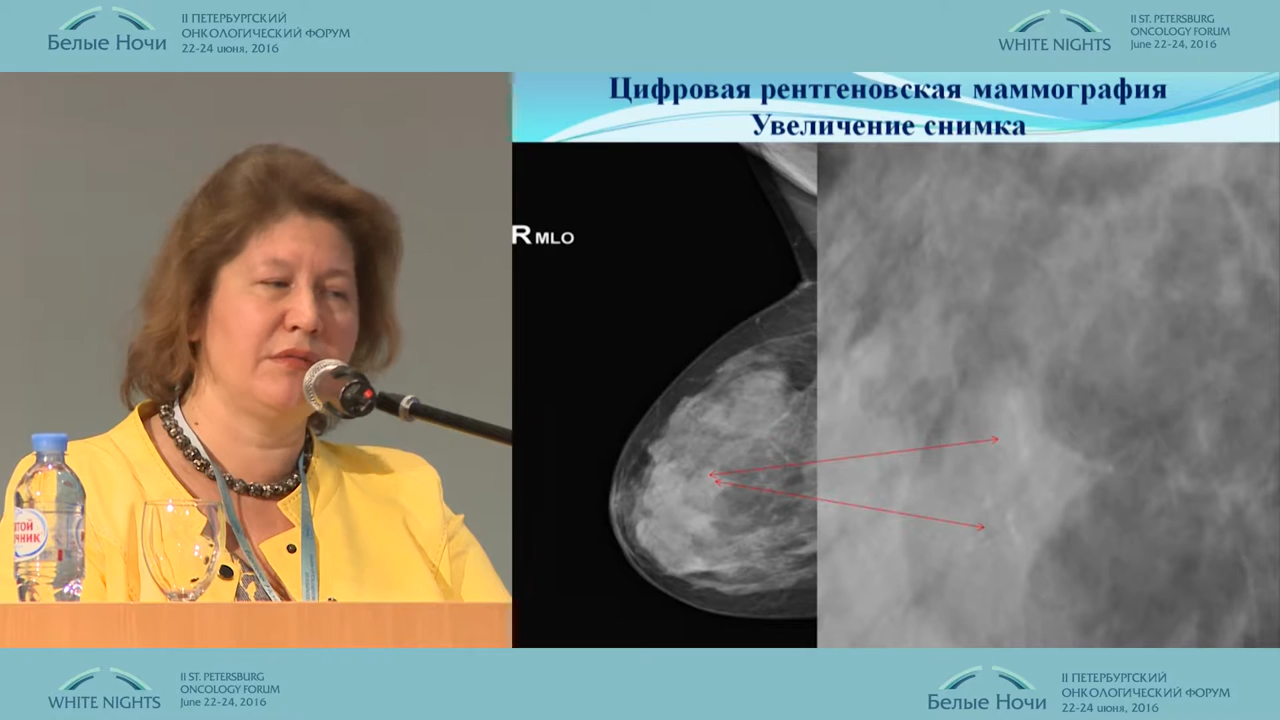 Белые Ночи
II ПЕТЕРБУРГСКИЙ
ОНКОЛОГИЧЕСКИЙ ФОРУМ
22-24 июня, 2016
WHITE NIGHTS
II ST. PETERSBURG
ONCOLOGY FORUM
June 22-24, 2016
Цифровая рентгеновская маммография
Увеличение снимка
R MLO
WHITE NIGHTS
II ST. PETERSBURG
ONCOLOGY FORUM
June 22-24, 2016
Белые Ночи
II ПЕТЕРБУРГСКИЙ
ОНКОЛОГИЧЕСКИЙ ФОРУМ
22-24 июня, 2016